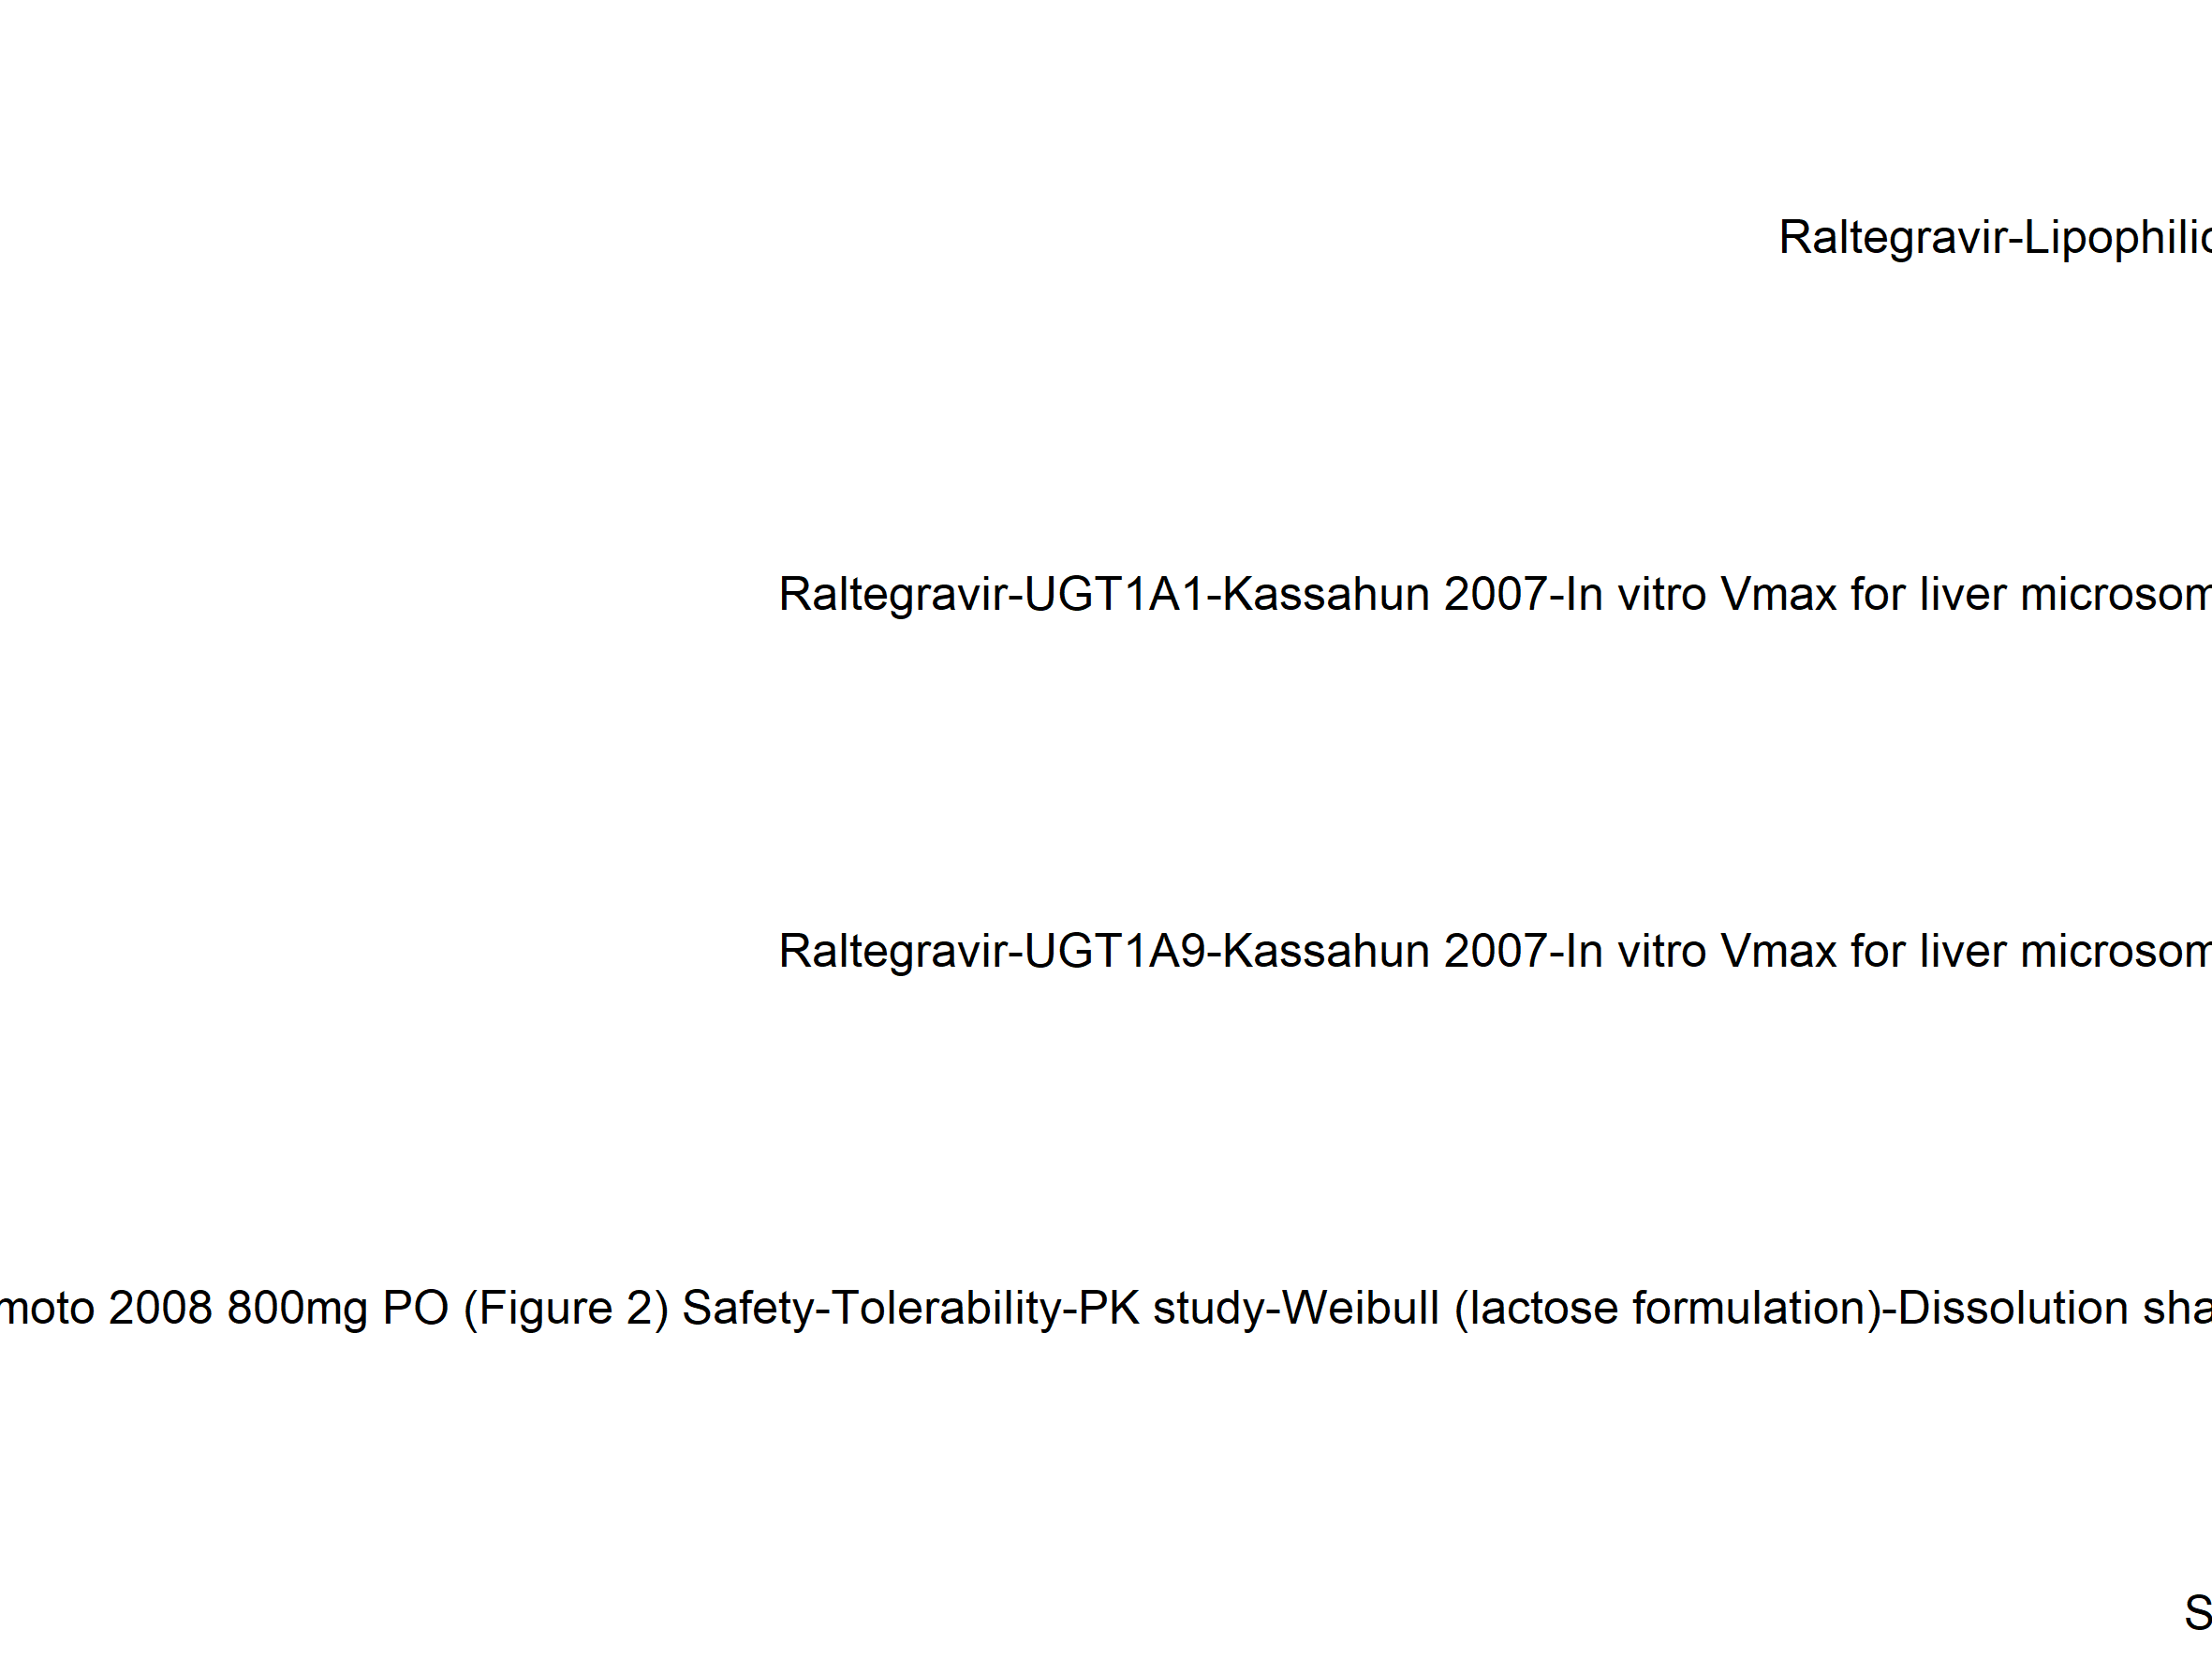 Raltegravir-Lipophilic
Raltegravir-UGT1A1-Kassahun 2007-In vitro Vmax for liver microsom
Raltegravir-UGT1A9-Kassahun 2007-In vitro Vmax for liver microsom
moto 2008 800mg PO (Figure 2) Safety-Tolerability-PK study-Weibull (lactose formulation)-Dissolution sha
S